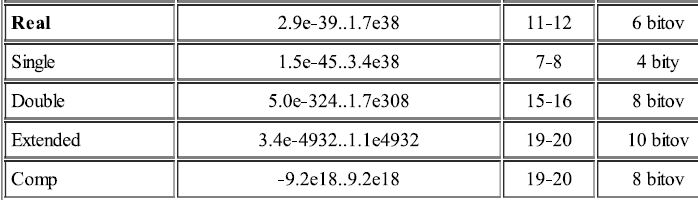 Real 2.9e-39..1.7e38 11-12 6 bitov
Single 1.5e-45..3.4e38 7-8 4 bity
Double 5.0e-324..1.7e308 15-16 8 bitov
Extended 3.4e-4932..1.1e4932 19-20 10 bitov
Comp -9.2e18..9.2e18 19-20 8 bitov